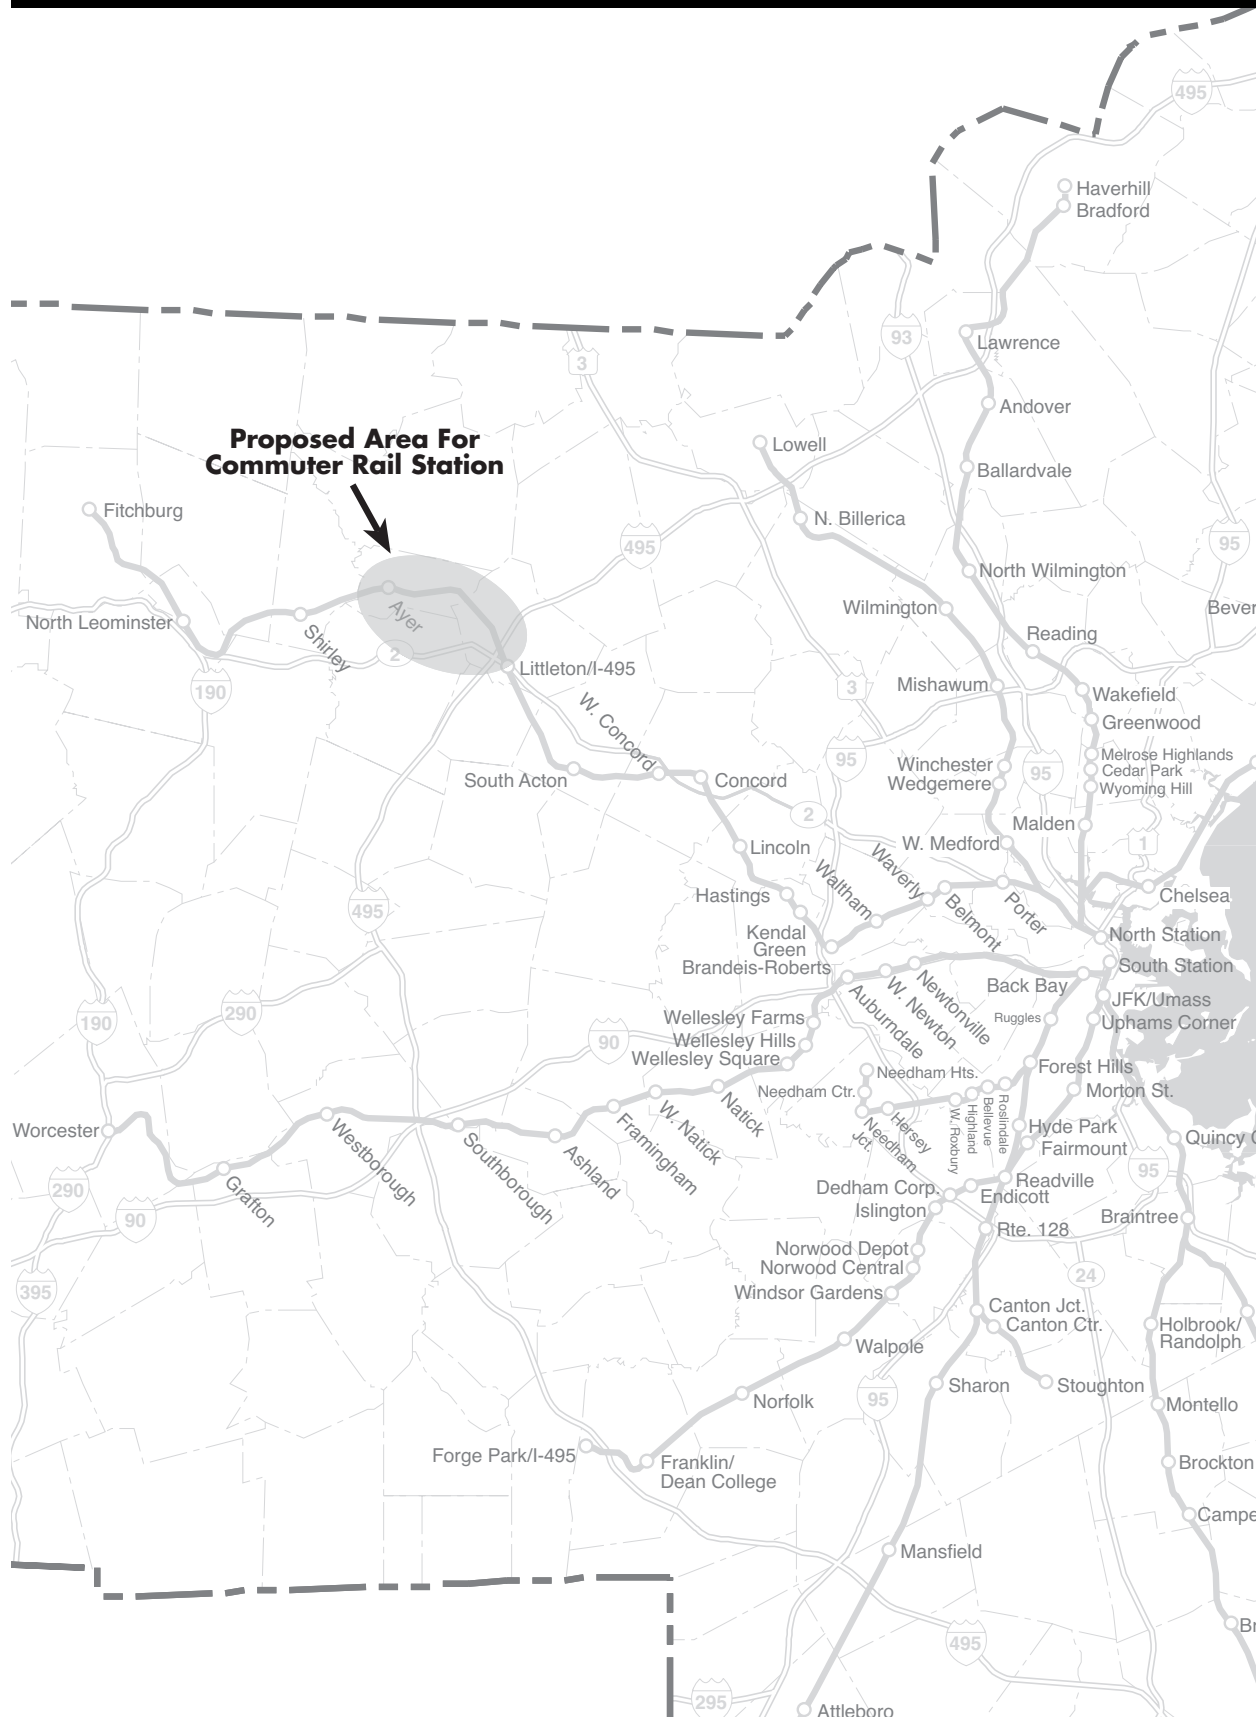 495
Haverhill
Bradford
93
Lawrence
3
Andover
Proposed Area For
Commuter Rail Station
Lowell
Ballardvale
Fitchburg
N. Billerica
495
95
North Wilmington
Ayer
Wilmington
Bever
North Leominster
Shirley
2
Reading
Littleton/I-495
190
3
Mishawum
Wakefield
W. Concord
Greenwood
95
Winchester
95
Melrose Highlands
Cedar Park
South Acton
Concord
Wedgemere
Wyoming Hill
2
Malden
Lincoln
W. Medford
1
Waverly
Waltham
Hastings
Belmont
Porter
Chelsea
495
Kendal
Green
North Station
Brandeis-Roberts
South Station
Back Bay
Newtonville
W. Newton
Auburndale
JFK/Umass
190
290
Wellesley Farms
Ruggles
Uphams Corner
90
Wellesley Hills
Wellesley Square
Needham Hts.
Forest Hills
Needham Ctr.
Morton St.
Natick
W. Natick
Framingham
Hersey
Needham
Jct.
W. Roxbury
Highland
Bellevue
Roslindale
Worcester
Westborough
Southborough
Ashland
Hyde Park
Fairmount
Quincy C
95
290
Grafton
Dedham Corp.
Readville
Endicott
Islington
Braintree
90
Rte. 128
Norwood Depot
Norwood Central
24
395
Windsor Gardens
Canton Jct.
Canton Ctr.
Holbrook/
Randolph
Walpole
Sharon
Stoughton
Norfolk
95
Montello
Forge Park/I-495
Franklin/
Dean College
Brockton
Campe
Mansfield
495
Br
295
Attleboro